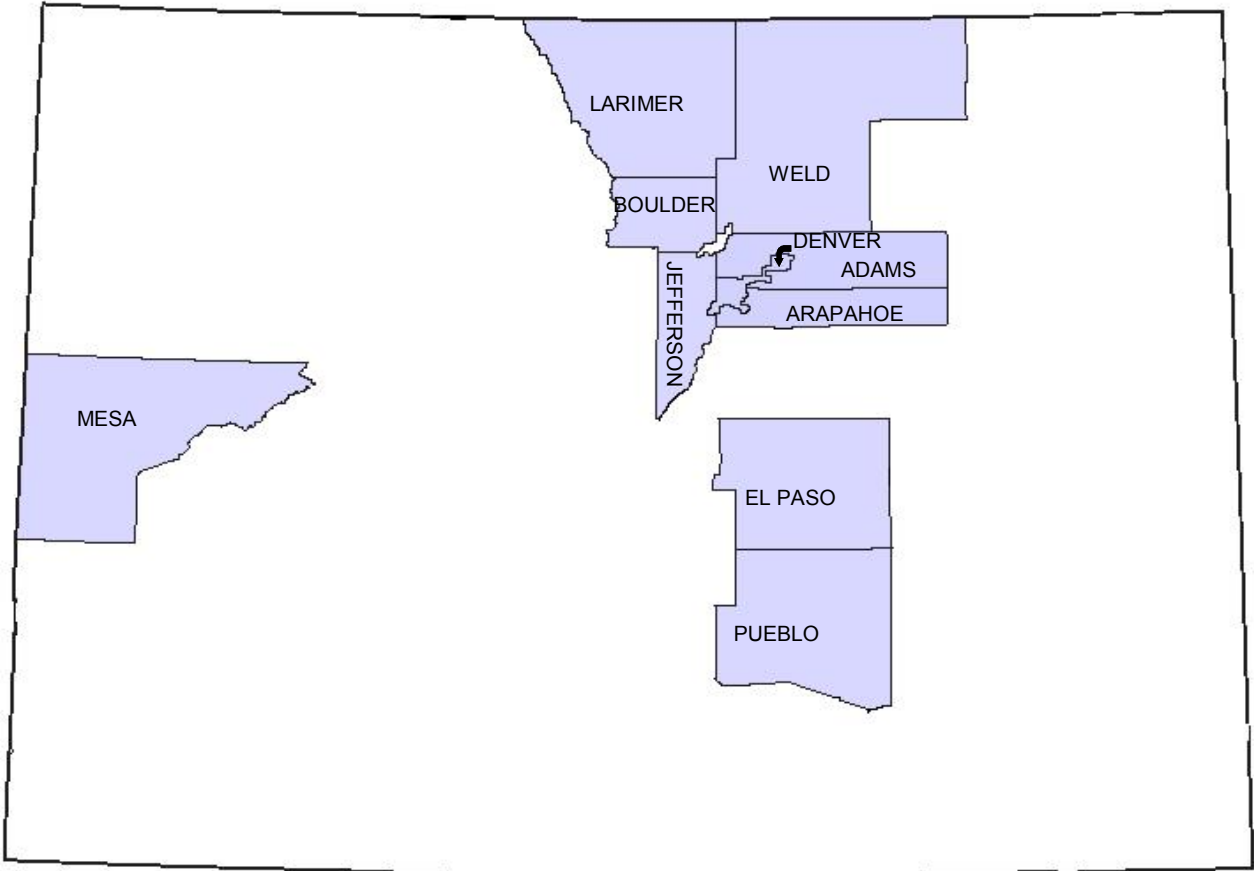 LARIMER
WELD
BOULDER
DENVER
ADAMS
JEFFERSON
ARAPAHOE
MESA
EL PASO
PUEBLO